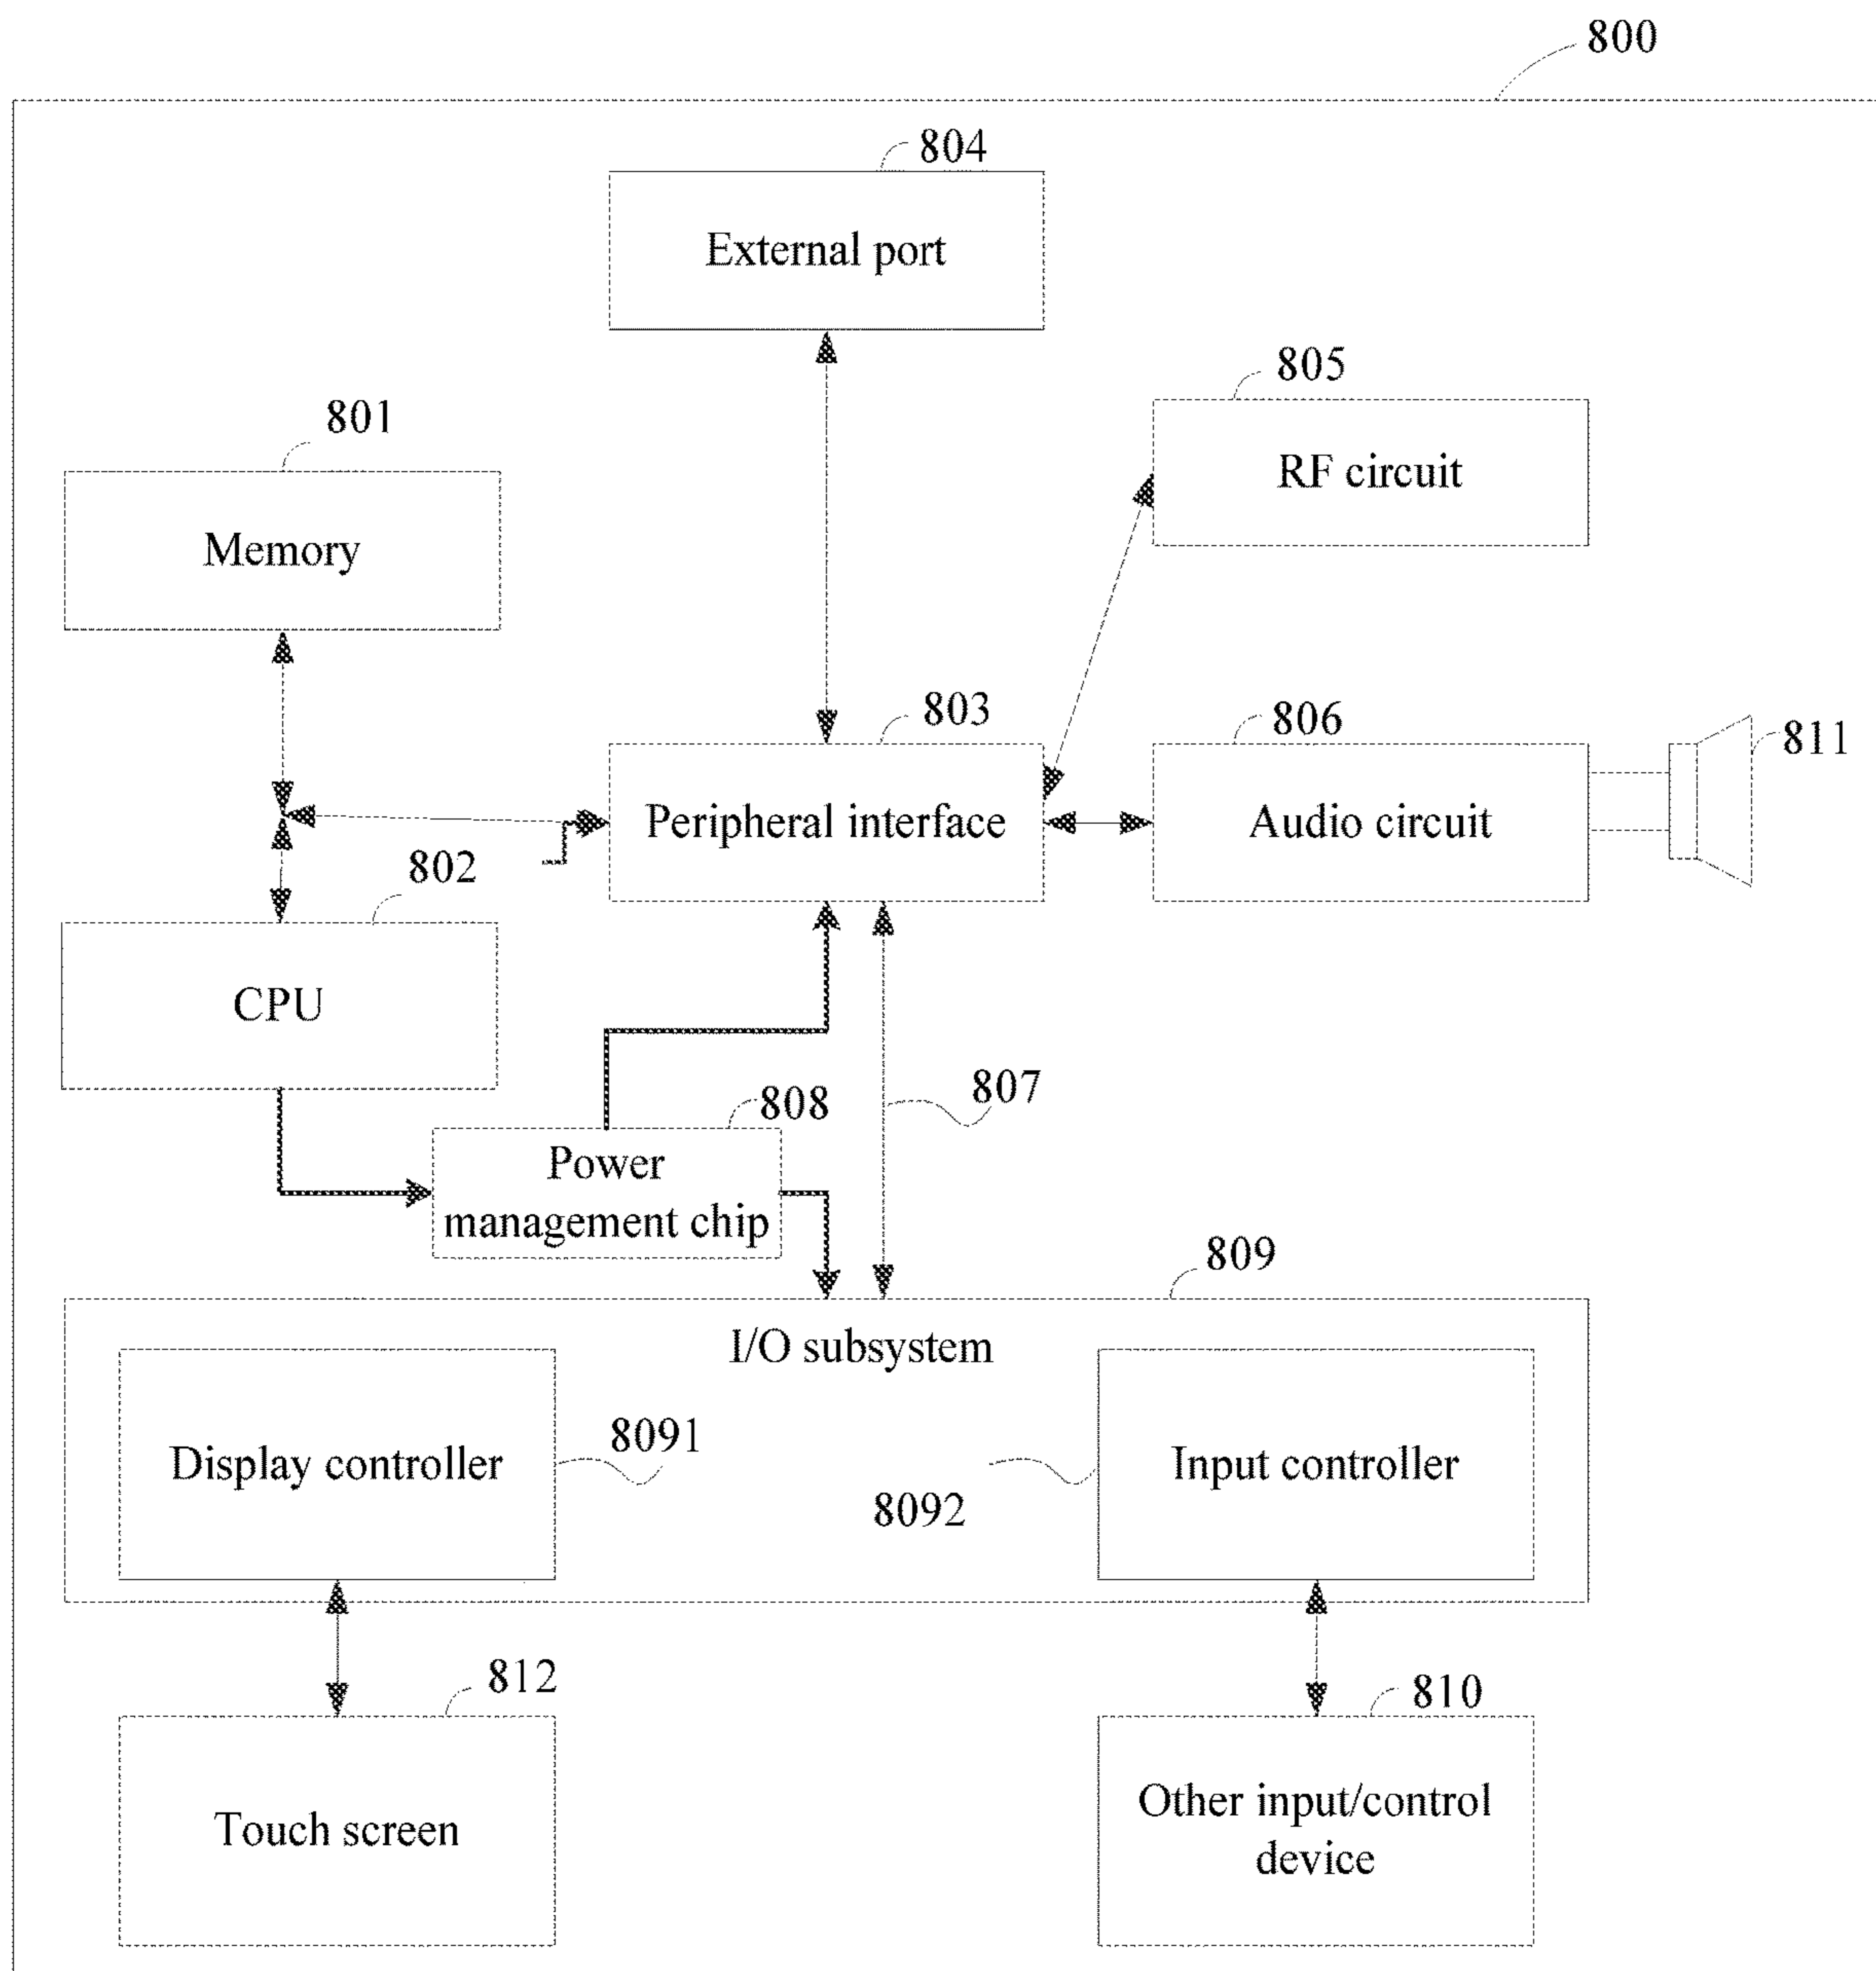 800
804
External port
805
RF circuit
801
Memory
803
Peripheral interface
806
Audio circuit
811
802
CPU
807
808
Power
management chip
809
I/O subsystem
Display controller
8091
8092
Input controller
812
Touch screen
810
Other input/control
device